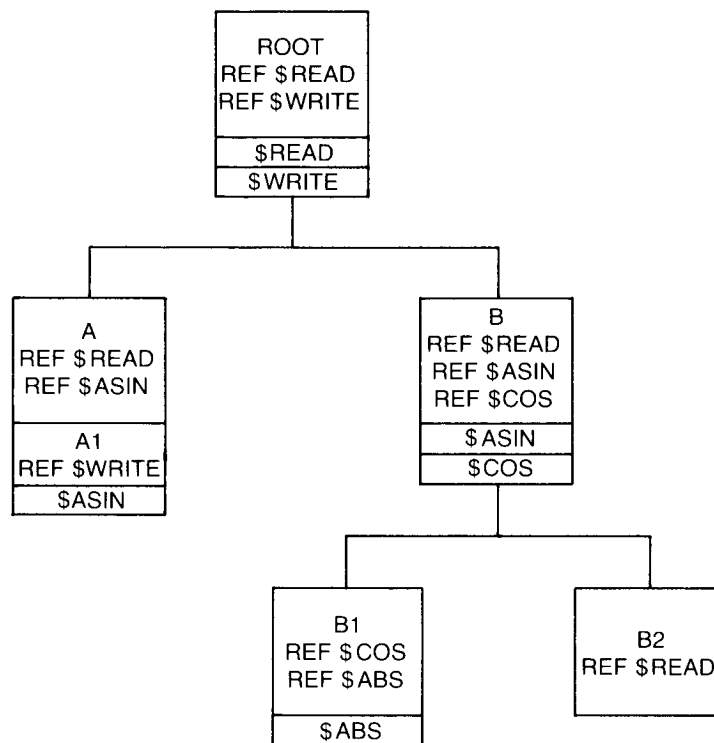 ROOT
REF $READ
REF $WRITE
$READ
$WRITE
A
REF $READ
REF $ASIN
A1
REF $WRITE
$ASIN
B
REF $READ
REF $ASIN
REF $COS
$ASIN
$COS
B1
REF $COS
REF $ABS
$ABS
B2
REF $READ